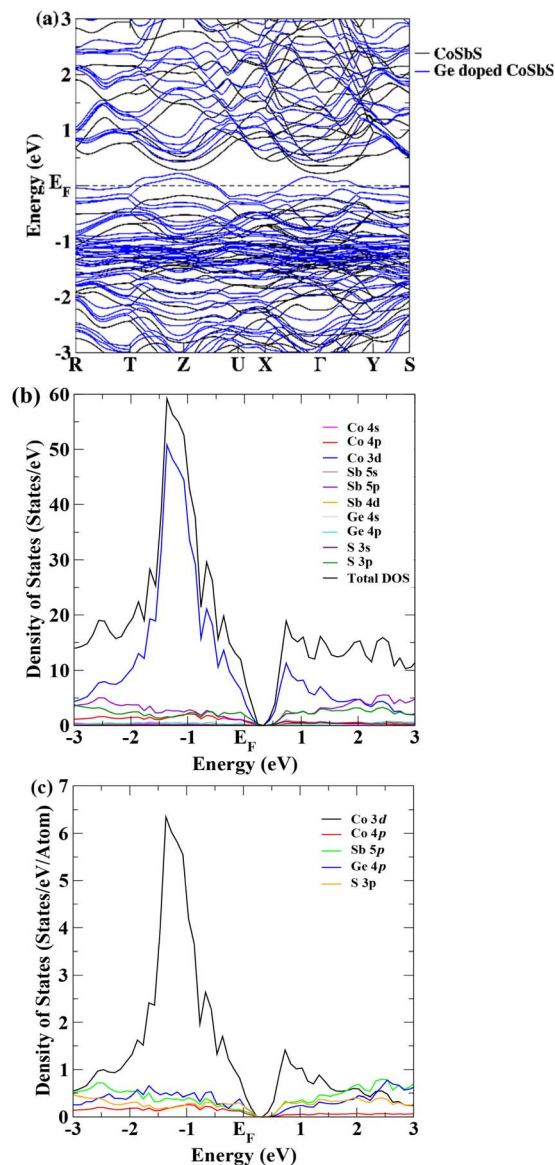 (a)
3
2
1
E_F
-1
-2
-3
Energy (eV)
R T Z U X Γ Y S
CoSbS
Ge doped CoSbS
(b)
60
50
40
30
20
10
0
Density of States (States/eV)
Co 4s
Co 4p
Co 3d
Sb 5s
Sb 5p
Sb 4d
Ge 4s
Ge 4p
S 3s
S 3p
Total DOS
-3 -2 -1 E_F 1 2 3
Energy (eV)
(c)
7
6
5
4
3
2
1
0
Density of States (States/eV/Atom)
Co 3d
Co 4p
Sb 5p
Ge 4p
S 3p
-3 -2 -1 E_F 1 2 3
Energy (eV)